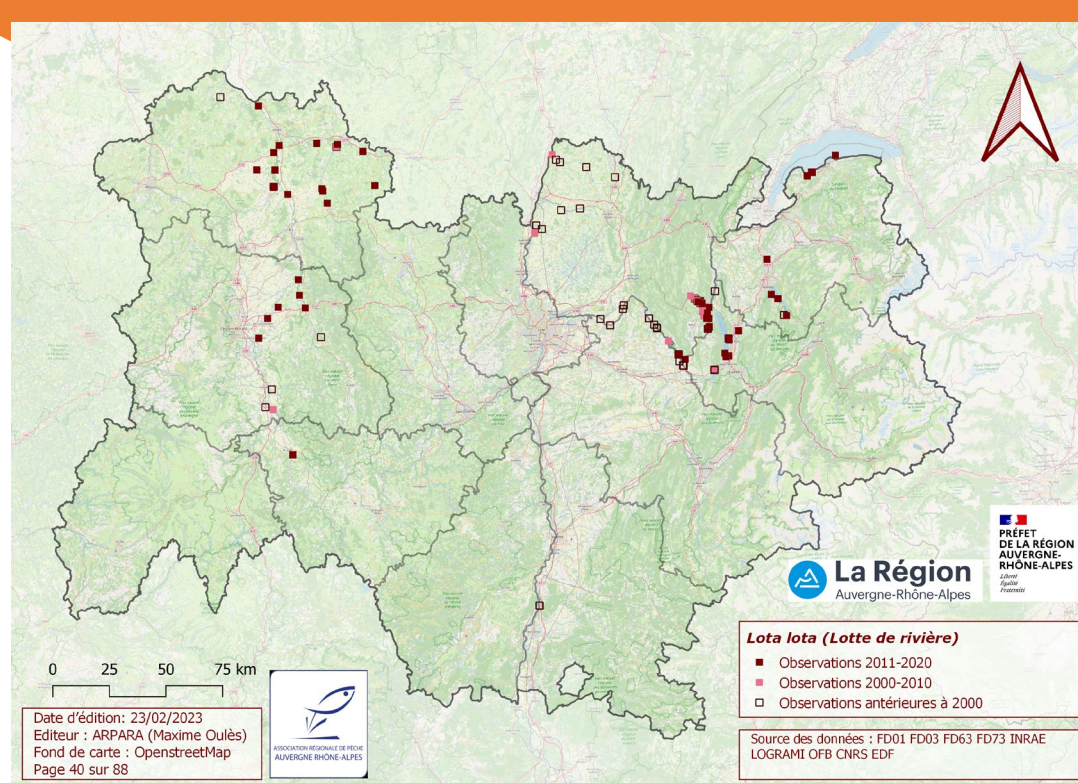 PRÉFET
DE LA RÉGION
AUVERGNE-
RHÔNE-ALPES
Liberté
Égalité
Fraternité
La Région
Auvergne-Rhône-Alpes
Lota lota (Lotte de rivière)
Observations 2011-2020
Observations 2000-2010
Observations antérieures à 2000
0 25 50 75 km
ASSOCIATION RÉGIONALE DE PÊCHE
AUVERGNE RHONE-ALPES
Date d'édition: 23/02/2023
Editeur : ARPARA (Maxime Oulès)
Fond de carte : OpenstreetMap
Page 40 sur 88
Source des données : FD01 FD03 FD63 FD73 INRAE
LOGRAMI OFB CNRS EDF